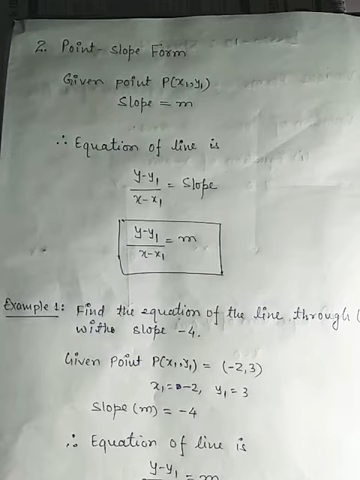 2. Point-slope Form
Given point P(x₁,y₁)
Slope = m
∴ Equation of line is
y-y₁/x-x₁ = Slope
y-y₁/x-x₁ = m
Example 1: Find the equation of the line through (
with slope -4.
Given Point P(x₁,y₁) = (-2,3)
x₁=-2, y₁=3
Slope (m) = -4
∴ Equation of line is
y-y₁ = m